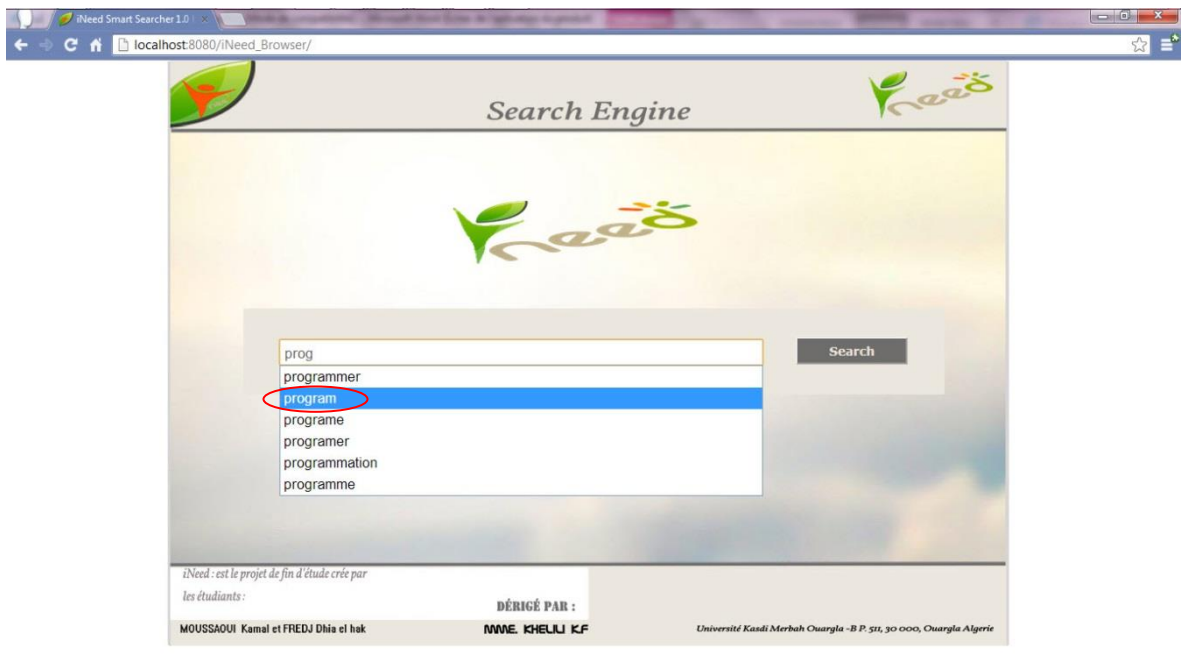 iNeed Smart Searcher 1.0
localhost:8080/iNeed_Browser/
Search Engine
ineed
ineed
prog
Search
programmer
program
programe
programer
programmation
programme
iNeed : est le projet de fin d'étude crée par
les étudiants :
DÉRIGÉ PAR :
MOUSSAOUI Kamal et FREDJ Dhia el hak
MME. KHELILI K.F
Université Kasdi Merbah Ouargla -B P. 511, 30 000, Ouargla Algerie